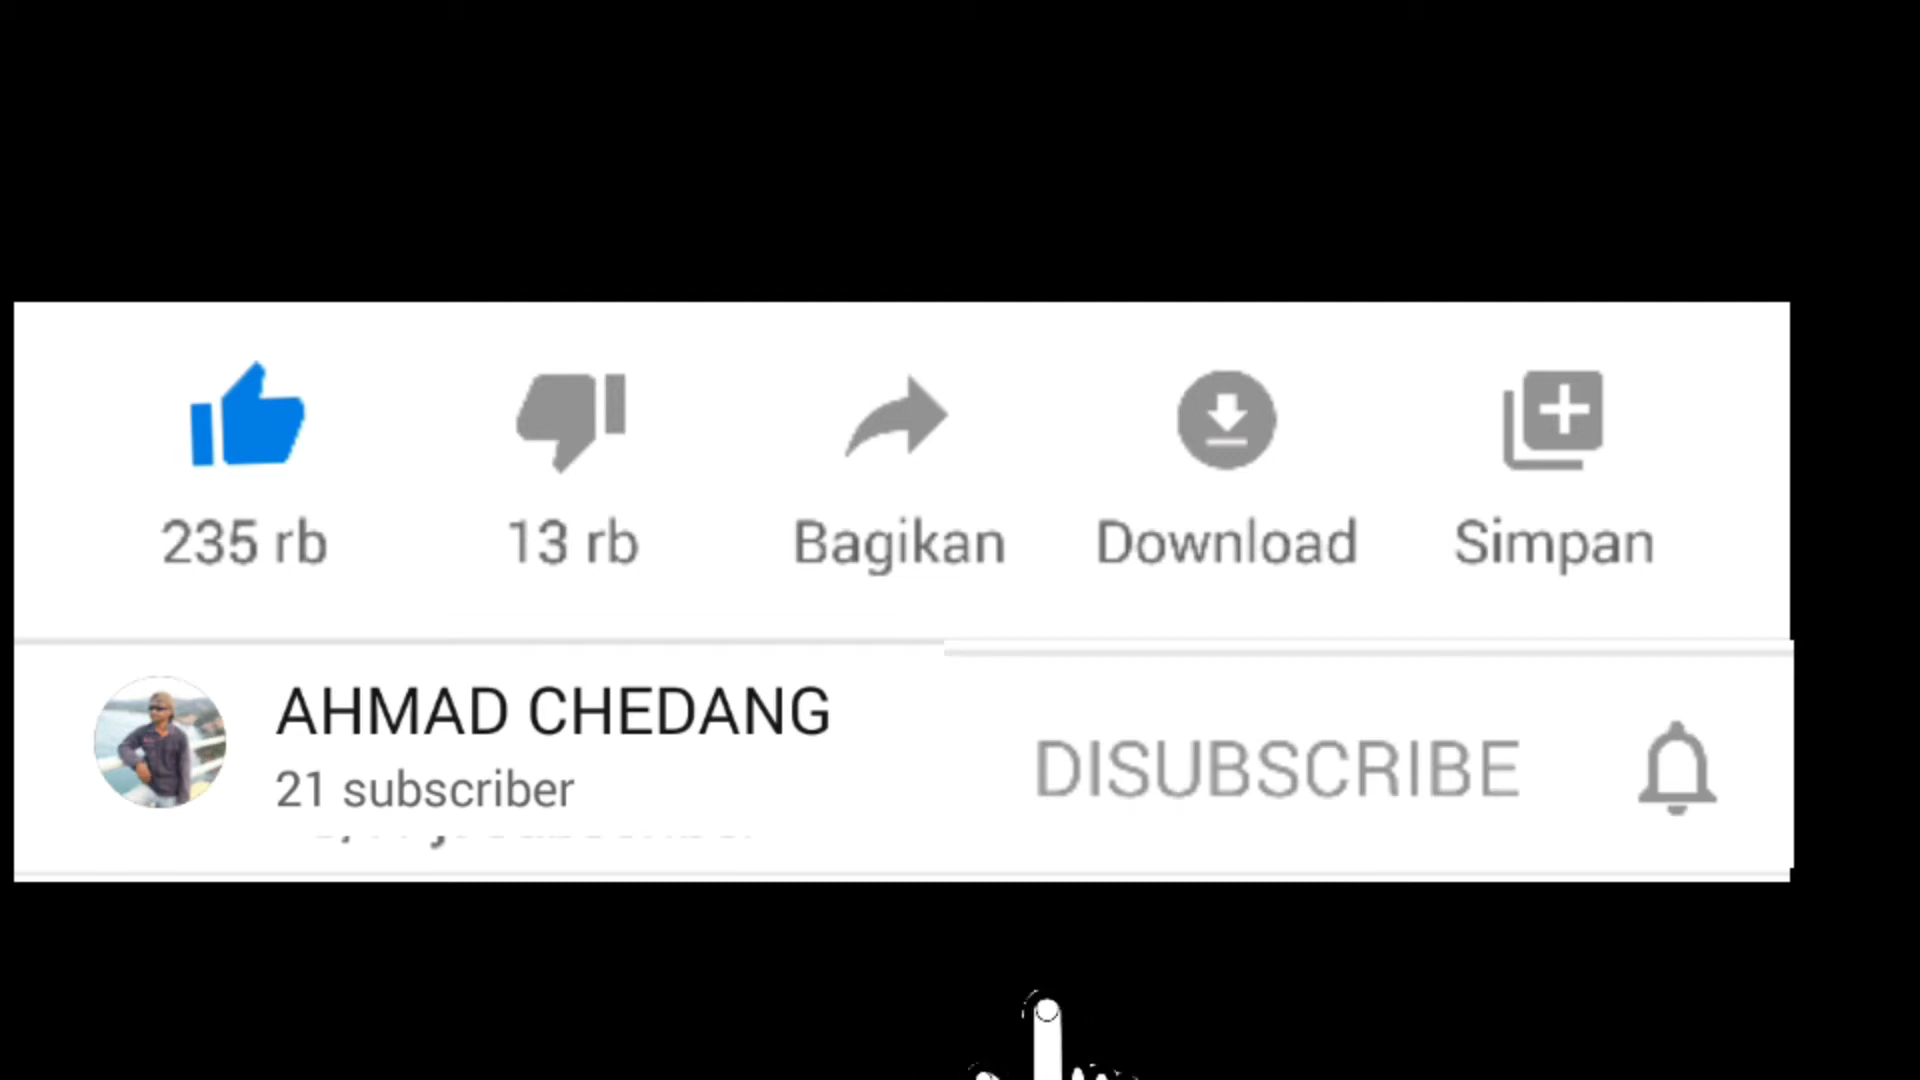 235 rb 13 rb Bagikan Download Simpan
AHMAD CHEDANG
21 subscriber
DISUBSCRIBE